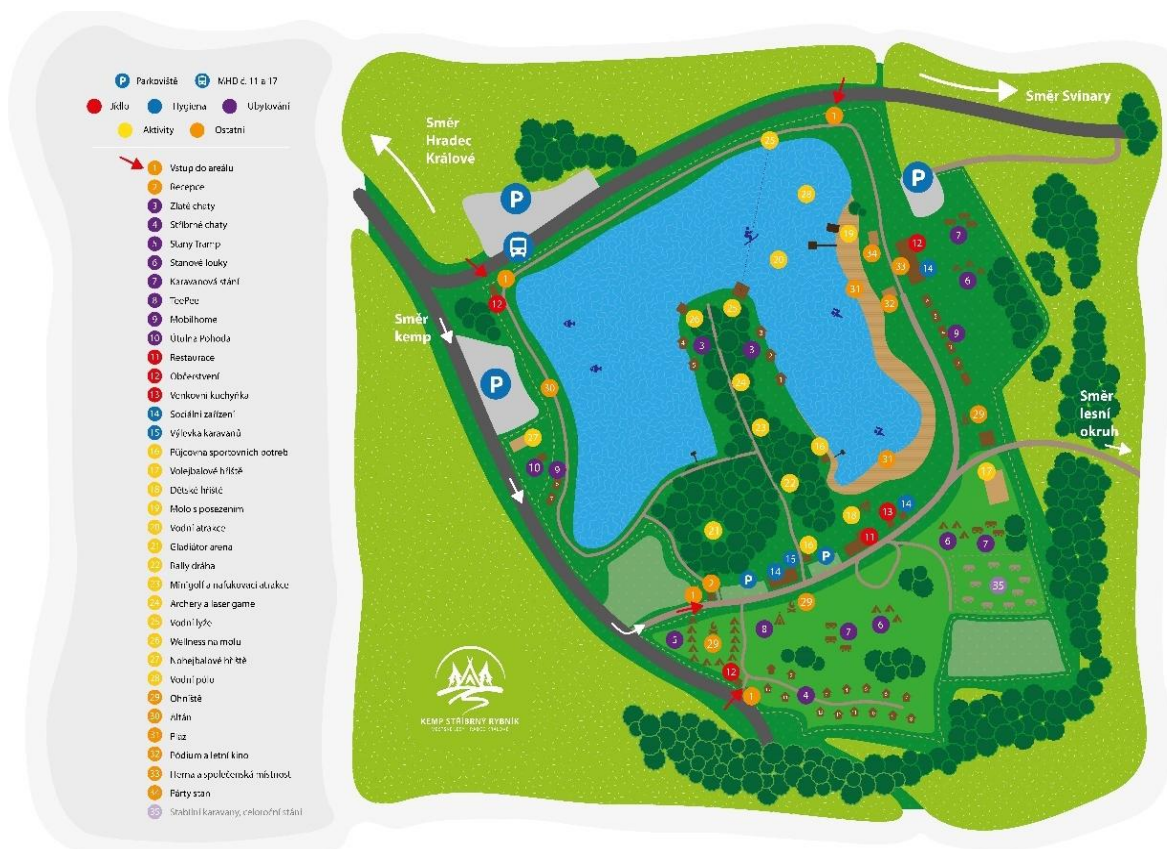 P Parkoviště MHD č. 11 a 17
Jídlo Hygiena Ubytování
Aktivity Ostatní
1 Vstup do areálu
2 Recepce
3 Zlaté chaty
4 Stříbrné chaty
5 Stany Tramp
6 Stanové louky
7 Karavanová stání
8 TeePee
9 Mobilhome
10 Útulna Pohoda
11 Restaurace
12 Občerstvení
13 Venkovní kuchyňka
14 Sociální zařízení
15 Výlevka karavanů
16 Půjčovna sportovních potřeb
17 Volejbalové hřiště
18 Dětské hřiště
19 Molo s posezením
20 Vodní atrakce
21 Gladiátor arena
22 Rally dráha
23 Minigolf a nafukovací atrakce
24 Archery a laser game
25 Vodní lyže
26 Wellness na molu
27 Nohejbalové hřiště
28 Vodní pólo
29 Ohniště
30 Altán
31 Pláž
32 Pódium a letní kino
33 Herna a společenská místnost
34 Párty stan
35 Stabilní karavany, celoroční stání
Směr
Hradec
Králové
Směr Svinary
Směr
kemp
Směr
lesní
okruh
KEMP STŘÍBRNÝ RYBNÍK